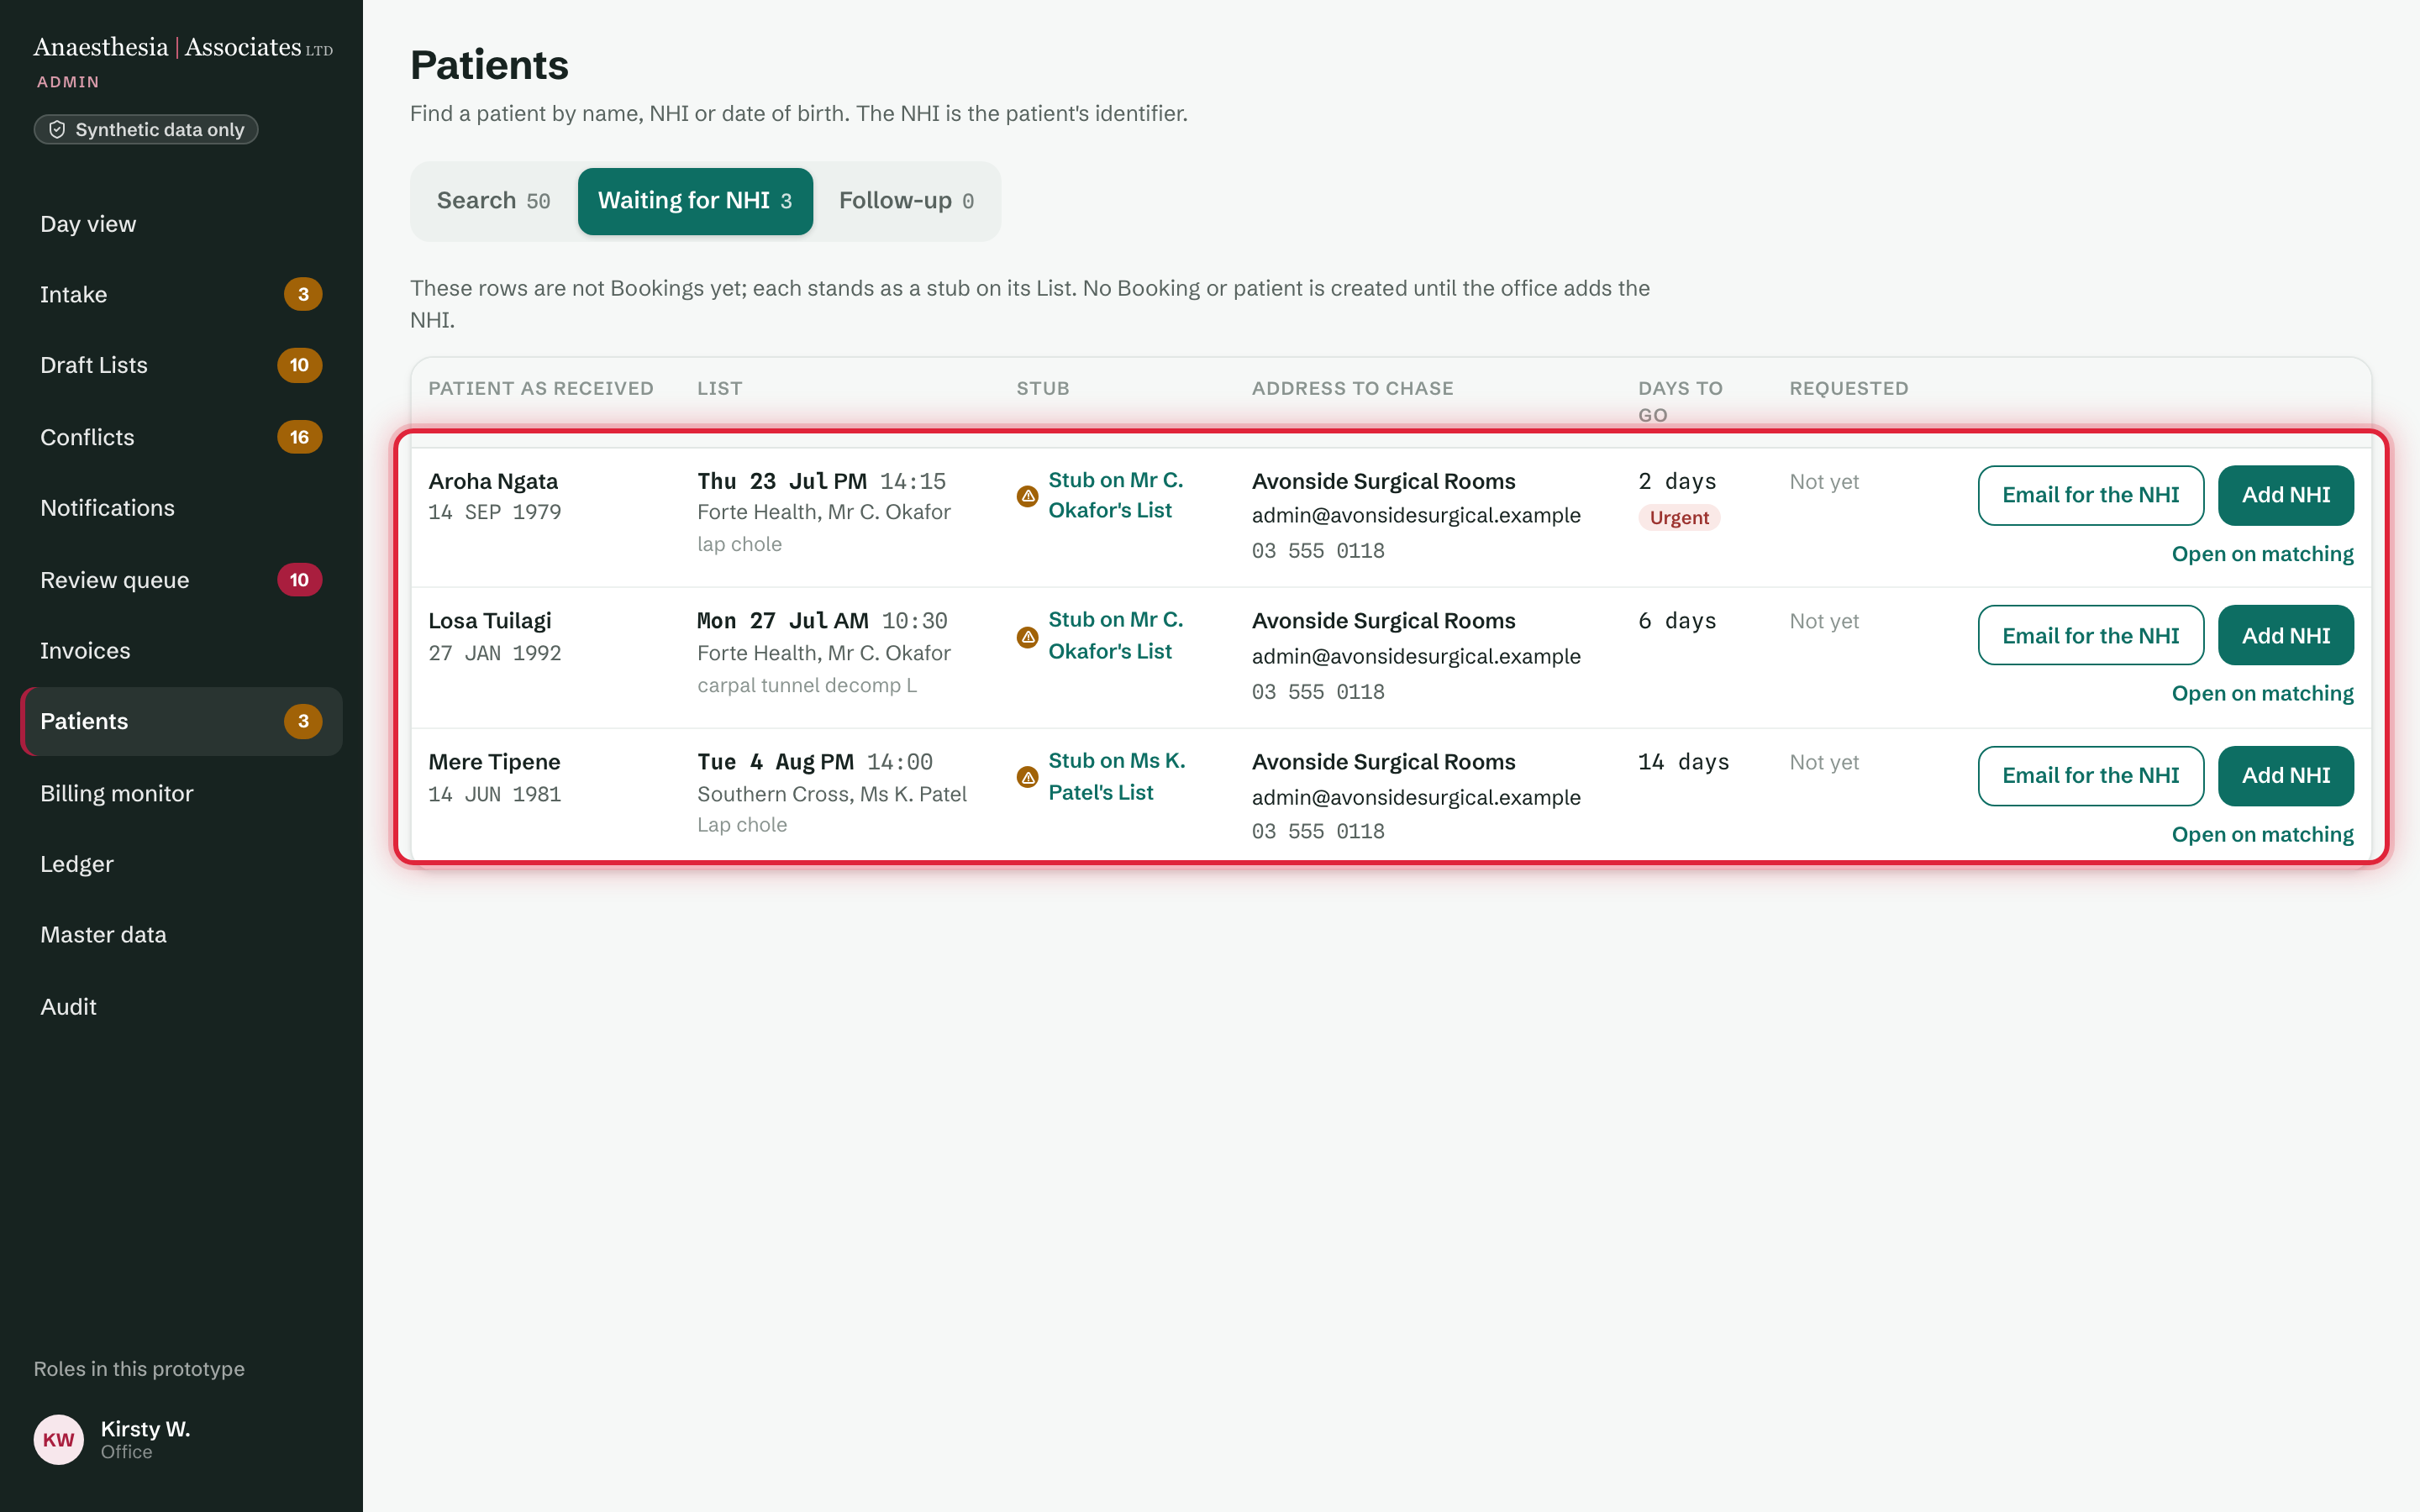 Anaesthesia | Associates LTD
ADMIN
Synthetic data only
Day view
Intake 3
Draft Lists 10
Conflicts 16
Notifications
Review queue 10
Invoices
Patients 3
Billing monitor
Ledger
Master data
Audit
Roles in this prototype
KW Kirsty W.
Office
Patients
Find a patient by name, NHI or date of birth. The NHI is the patient's identifier.
Search 50 Waiting for NHI 3 Follow-up 0
These rows are not Bookings yet; each stands as a stub on its List. No Booking or patient is created until the office adds the
NHI.
PATIENT AS RECEIVED LIST STUB ADDRESS TO CHASE DAYS TO REQUESTED
GO
Aroha Ngata Thu 23 Jul PM 14:15 Stub on Mr C. Avonside Surgical Rooms 2 days Not yet Email for the NHI Add NHI
14 SEP 1979 Forte Health, Mr C. Okafor Okafor's List admin@avonsidesurgical.example Urgent
lap chole 03 555 0118 Open on matching
Losa Tuilagi Mon 27 Jul AM 10:30 Stub on Mr C. Avonside Surgical Rooms 6 days Not yet Email for the NHI Add NHI
27 JAN 1992 Forte Health, Mr C. Okafor Okafor's List admin@avonsidesurgical.example
carpal tunnel decomp L 03 555 0118 Open on matching
Mere Tipene Tue 4 Aug PM 14:00 Stub on Ms K. Avonside Surgical Rooms 14 days Not yet Email for the NHI Add NHI
14 JUN 1981 Southern Cross, Ms K. Patel Patel's List admin@avonsidesurgical.example
Lap chole 03 555 0118 Open on matching